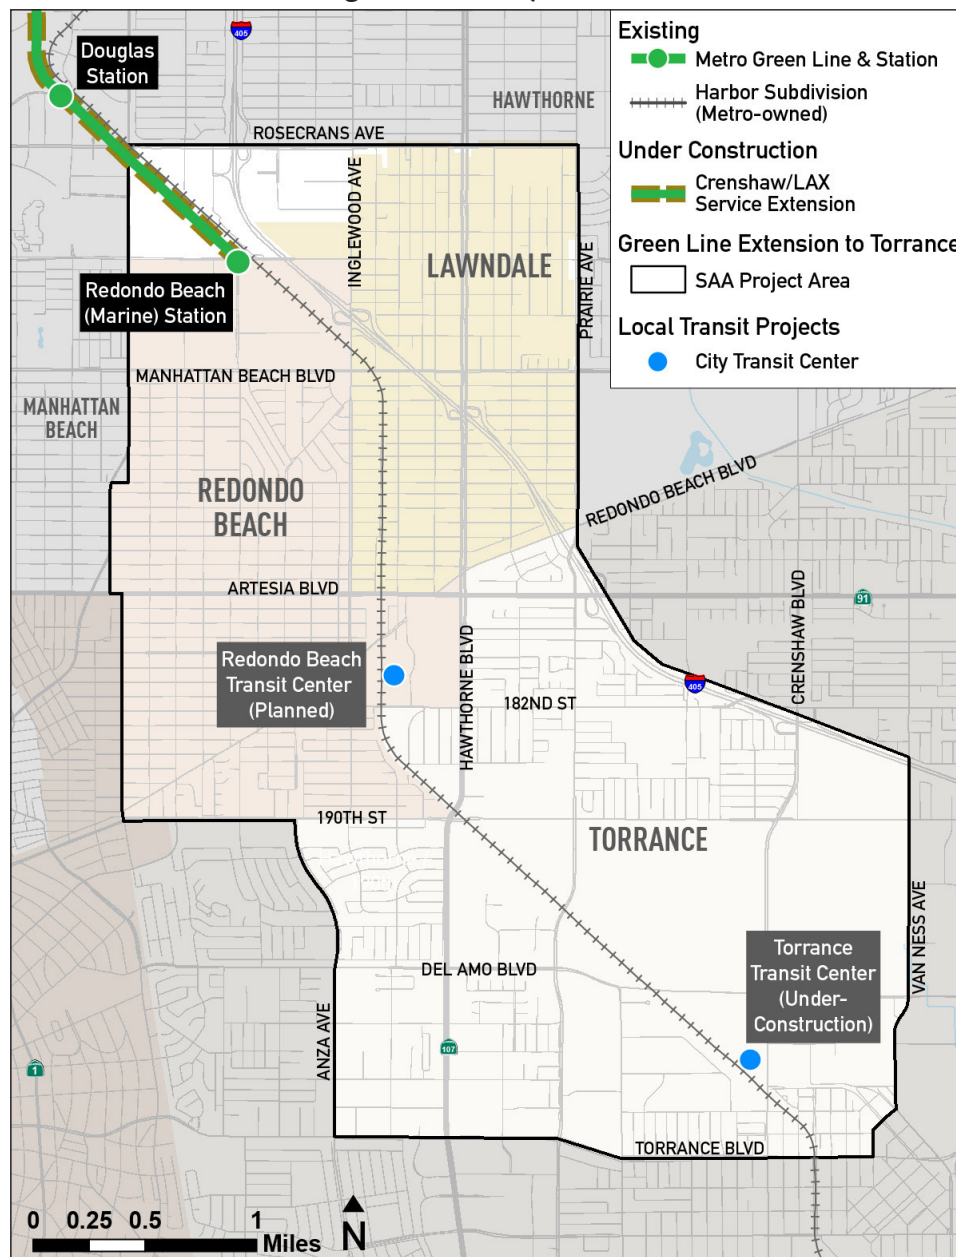 Douglas
Station
405
HAWTHORNE
ROSECRANS AVE
INGLEWOOD AVE
LAWNDALE
PRAIRIE AVE
Redondo Beach
(Marine) Station
MANHATTAN BEACH BLVD
MANHATTAN
BEACH
REDONDO
BEACH
REDONDO BEACH BLVD
ARTESIA BLVD
91
CRENSHAW BLVD
Redondo Beach
Transit Center
(Planned)
HAWTHORNE BLVD
182ND ST
405
190TH ST
TORRANCE
VAN NESS AVE
DEL AMO BLVD
Torrance
Transit Center
(Under-
Construction)
ANZA AVE
107
1
TORRANCE BLVD
0 0.25 0.5 1
Miles
N
Existing
Metro Green Line & Station
Harbor Subdivision
(Metro-owned)
Under Construction
Crenshaw/LAX
Service Extension
Green Line Extension to Torrance
SAA Project Area
Local Transit Projects
City Transit Center